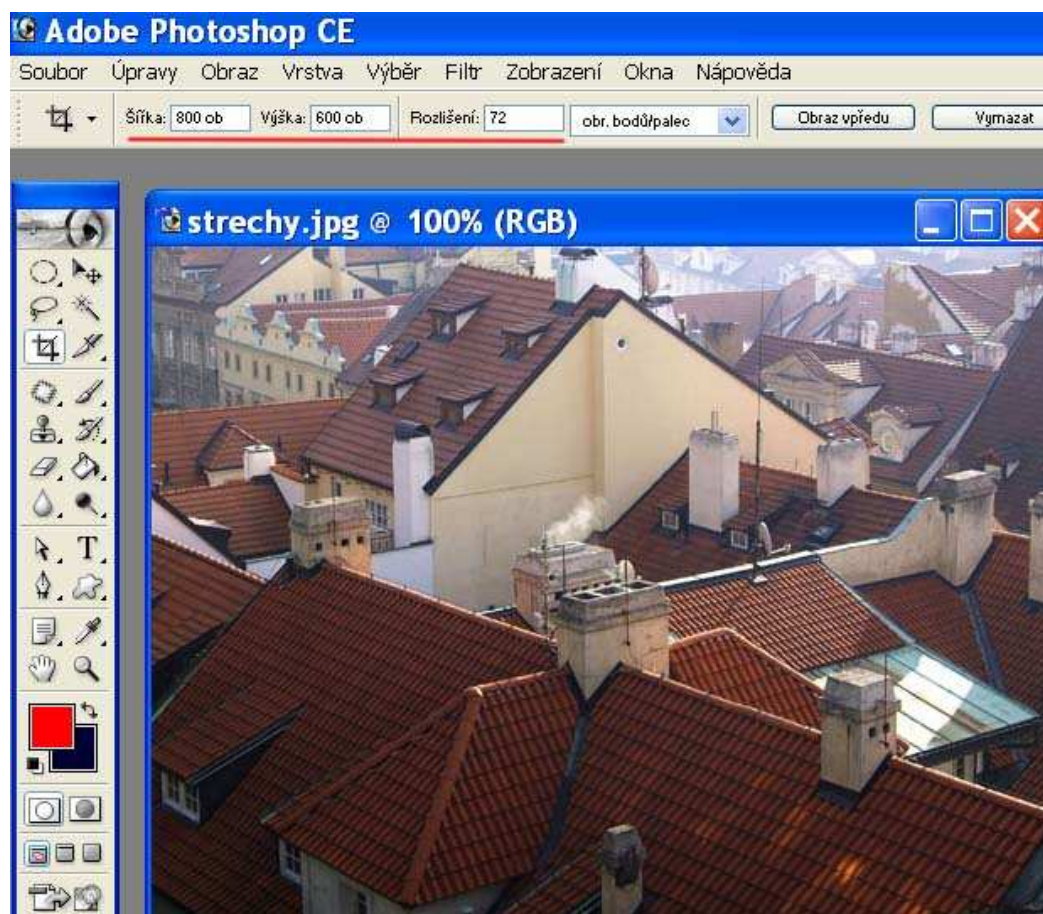 Adobe Photoshop CE
Soubor Úpravy Obraz Vrstva Výběr Filtr Zobrazení Okna Nápověda
Šířka: 800 ob Výška: 600 ob Rozlišení: 72 obr. bodů/palec Obraz vpředu Vymazat
strechy.jpg @ 100% (RGB)
T